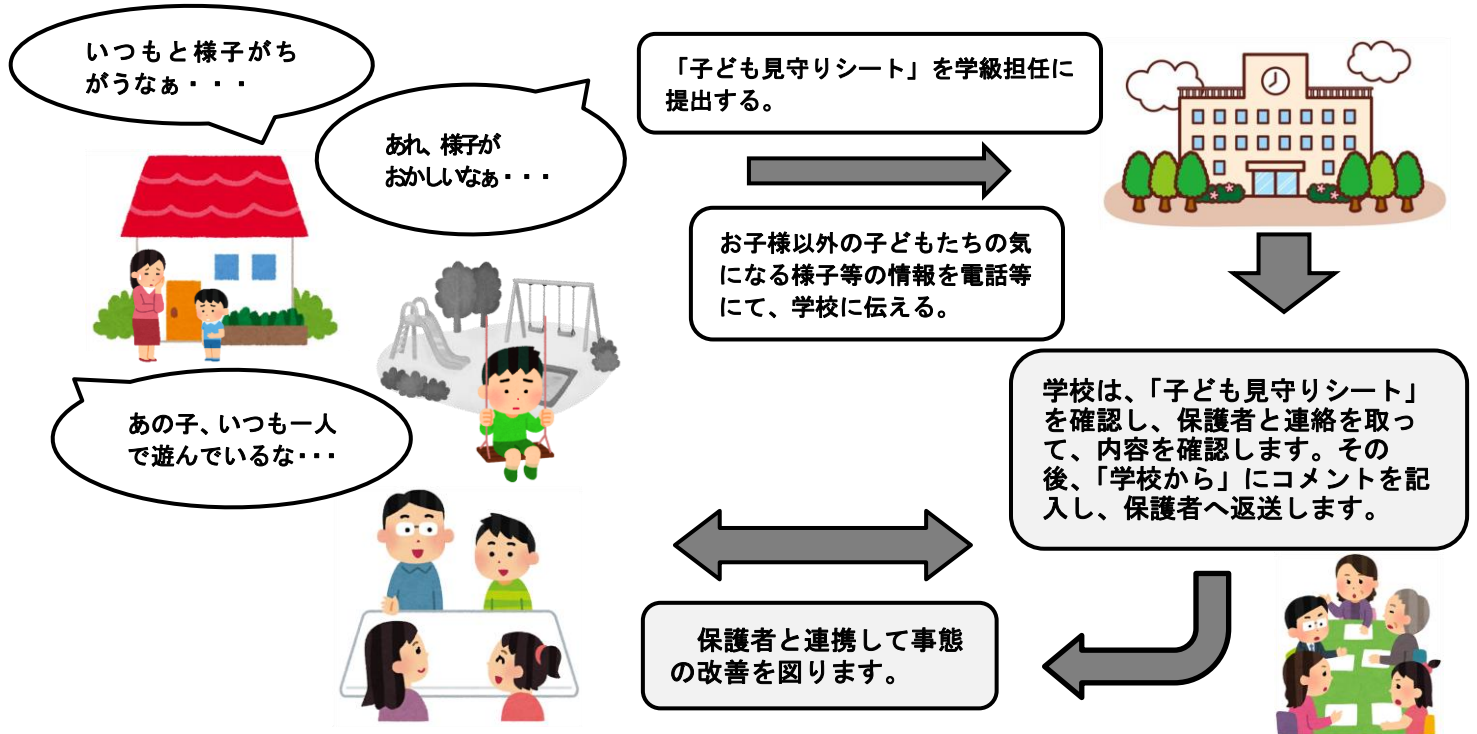 いつもと様子がち
がうなぁ・・・
あれ、様子が
おかしいなぁ・・・
「子ども見守りシート」を学級担任に
提出する。
お子様以外の子どもたちの気
になる様子等の情報を電話等
にて、学校に伝える。
あの子、いつも一人
で遊んでいるな・・・
学校は、「子ども見守りシート」
を確認し、保護者と連絡を取っ
て、内容を確認します。その
後、「学校から」にコメントを記
入し、保護者へ返送します。
保護者と連携して事態
の改善を図ります。